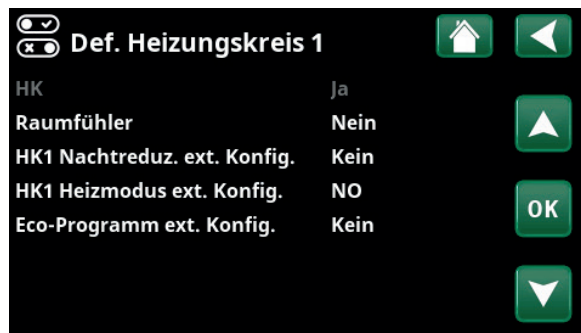 Def. Heizungskreis 1
HK Ja
Raumfühler Nein
HK1 Nachtreduz. ext. Konfig. Kein
HK1 Heizmodus ext. Konfig. NO
Eco-Programm ext. Konfig. Kein
OK